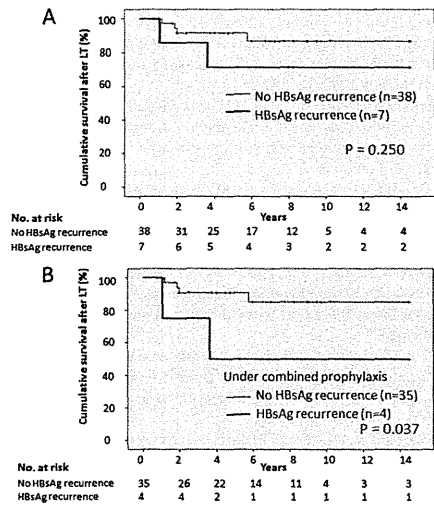 A
Cumulative survival after LT (%)
100
80
60
40
20
0
No HBsAg recurrence (n=38)
HBsAg recurrence (n=7)
P = 0.250
0 2 4 6 8 10 12 14
No. at risk
Years
No HBsAg recurrence 38 31 25 17 12 5 4 4
HBsAg recurrence 7 6 5 4 3 2 2 2
B
Cumulative survival after LT (%)
100
80
60
40
20
0
Under combined prophylaxis
No HBsAg recurrence (n=35)
HBsAg recurrence (n=4)
P = 0.037
0 2 4 6 8 10 12 14
No. at risk
Years
No HBsAg recurrence 35 26 22 14 11 4 3 3
HBsAg recurrence 4 4 2 1 1 1 1 1